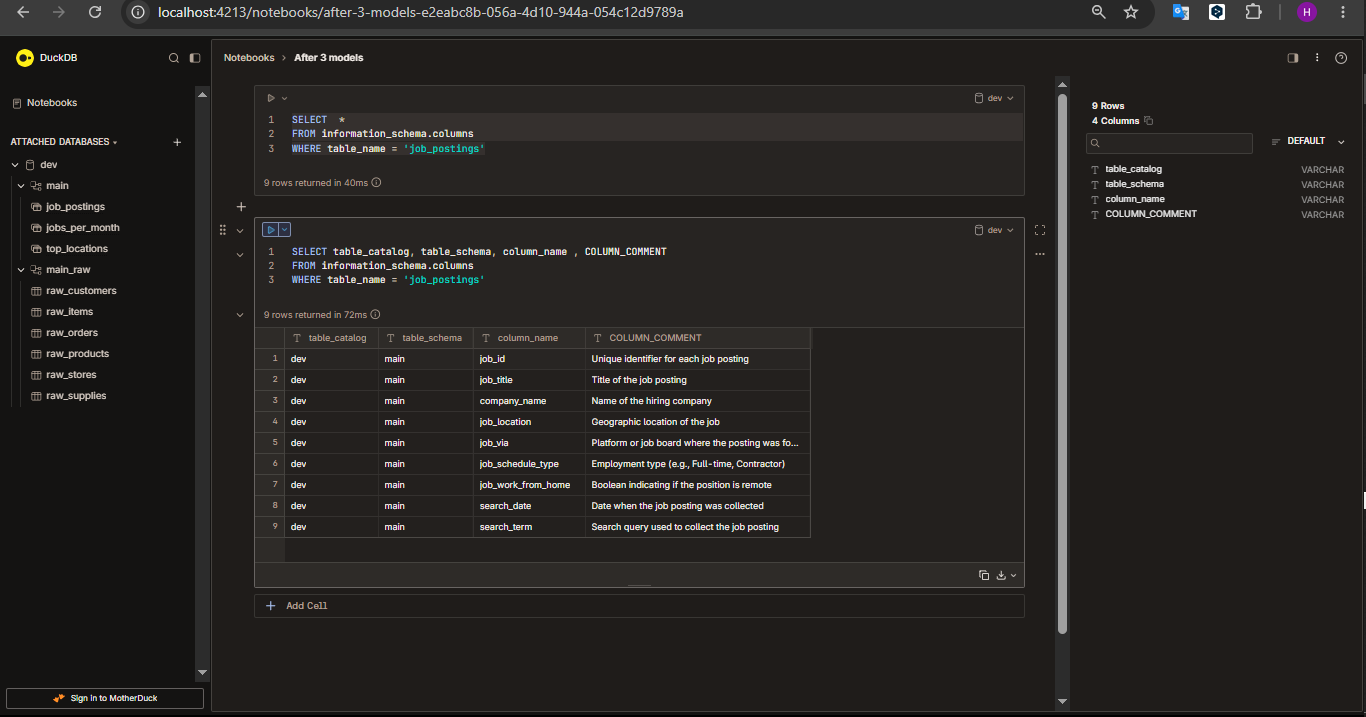 localhost:4213/notebooks/after-3-models-e2eabc8b-056a-4d10-944a-054c12d9789a
H
DuckDB
Notebooks
ATTACHED DATABASES
dev
main
job_postings
jobs_per_month
top_locations
main_raw
raw_customers
raw_items
raw_orders
raw_products
raw_stores
raw_supplies
Sign in to MotherDuck
Notebooks > After 3 models
dev
1 SELECT *
2 FROM information_schema.columns
3 WHERE table_name = 'job_postings'
9 rows returned in 40ms
dev
1 SELECT table_catalog, table_schema, column_name , COLUMN_COMMENT
2 FROM information_schema.columns
3 WHERE table_name = 'job_postings'
9 rows returned in 72ms
table_catalog table_schema column_name COLUMN_COMMENT
1 dev main job_id Unique identifier for each job posting
2 dev main job_title Title of the job posting
3 dev main company_name Name of the hiring company
4 dev main job_location Geographic location of the job
5 dev main job_via Platform or job board where the posting was fo...
6 dev main job_schedule_type Employment type (e.g., Full-time, Contractor)
7 dev main job_work_from_home Boolean indicating if the position is remote
8 dev main search_date Date when the job posting was collected
9 dev main search_term Search query used to collect the job posting
Add Cell
9 Rows
4 Columns
DEFAULT
table_catalog VARCHAR
table_schema VARCHAR
column_name VARCHAR
COLUMN_COMMENT VARCHAR